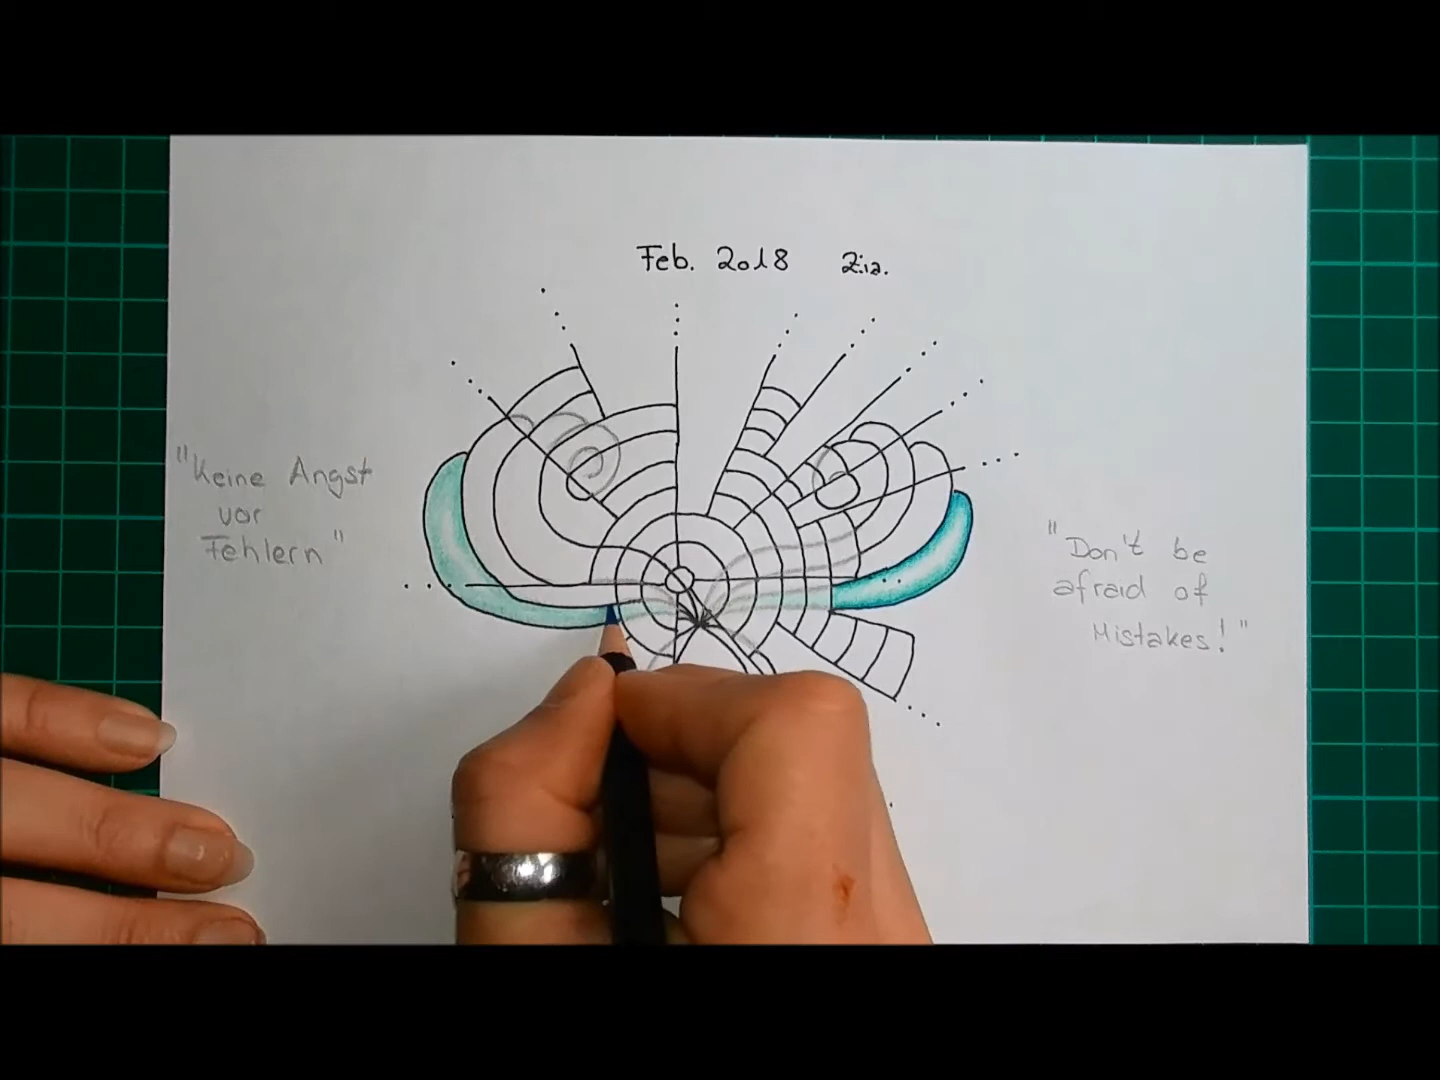 Feb. 2018 Zia.
"Keine Angst
vor
Fehlern"
"Don't be
afraid of
Mistakes!"